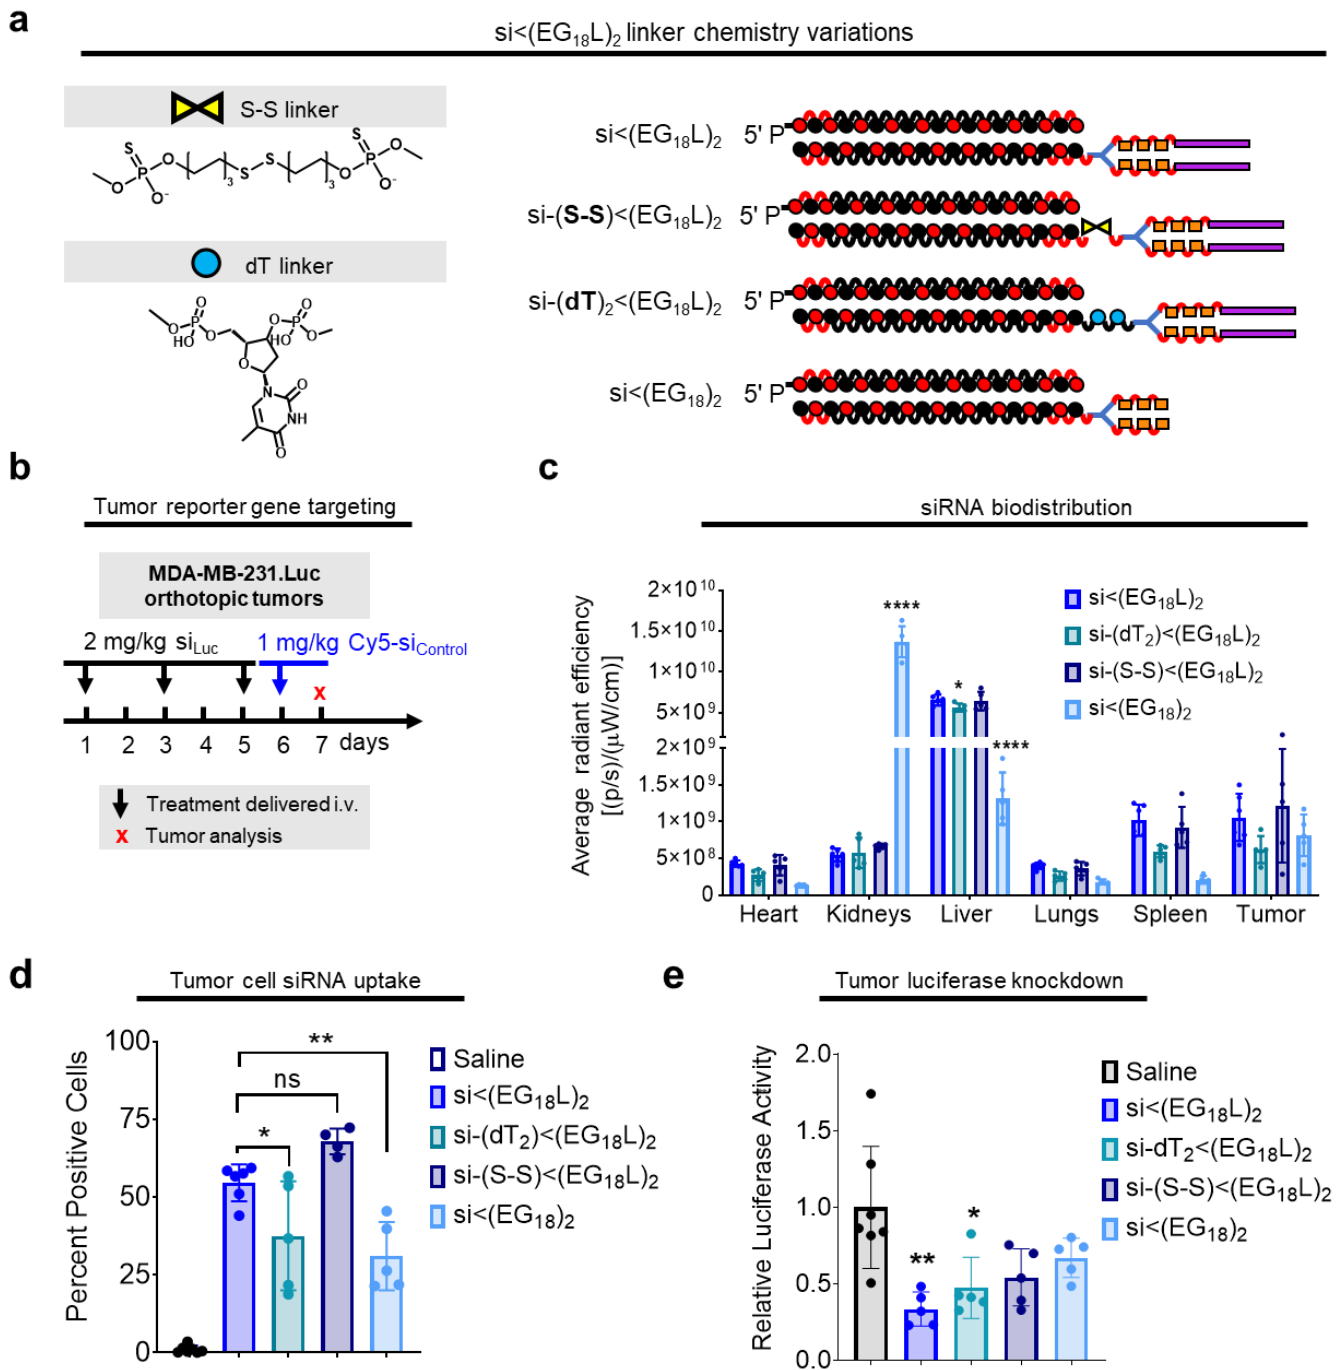 a
si<(EG18L)2 linker chemistry variations
S-S linker
S
O
P
O
O-
3
S
S
3
O
S
P
O
O-
dT linker
O
P
O
HO
O
O
P
O
HO
O
N
O
NH
O
si<(EG18L)2 5' P
si-(S-S)<(EG18L)2 5' P
si-(dT)2<(EG18L)2 5' P
si<(EG18)2 5' P
b
Tumor reporter gene targeting
MDA-MB-231.Luc
orthotopic tumors
2 mg/kg siLuc 1 mg/kg Cy5-siControl
x
1 2 3 4 5 6 7 days
Treatment delivered i.v.
x Tumor analysis
c
siRNA biodistribution
Average radiant efficiency
[(p/s)/(µW/cm)]
2×10^10
1.5×10^10
1×10^10
5×10^9
2×10^9
1.5×10^9
1×10^9
5×10^8
0
****
*
****
si<(EG18L)2
si-(dT2)<(EG18L)2
si-(S-S)<(EG18L)2
si<(EG18)2
Heart Kidneys Liver Lungs Spleen Tumor
d
Tumor cell siRNA uptake
Percent Positive Cells
100
75
50
25
0
**
ns
*
Saline
si<(EG18L)2
si-(dT2)<(EG18L)2
si-(S-S)<(EG18L)2
si<(EG18)2
e
Tumor luciferase knockdown
Relative Luciferase Activity
2.0
1.5
1.0
0.5
0.0
**
*
Saline
si<(EG18L)2
si-dT2<(EG18L)2
si-(S-S)<(EG18L)2
si<(EG18)2